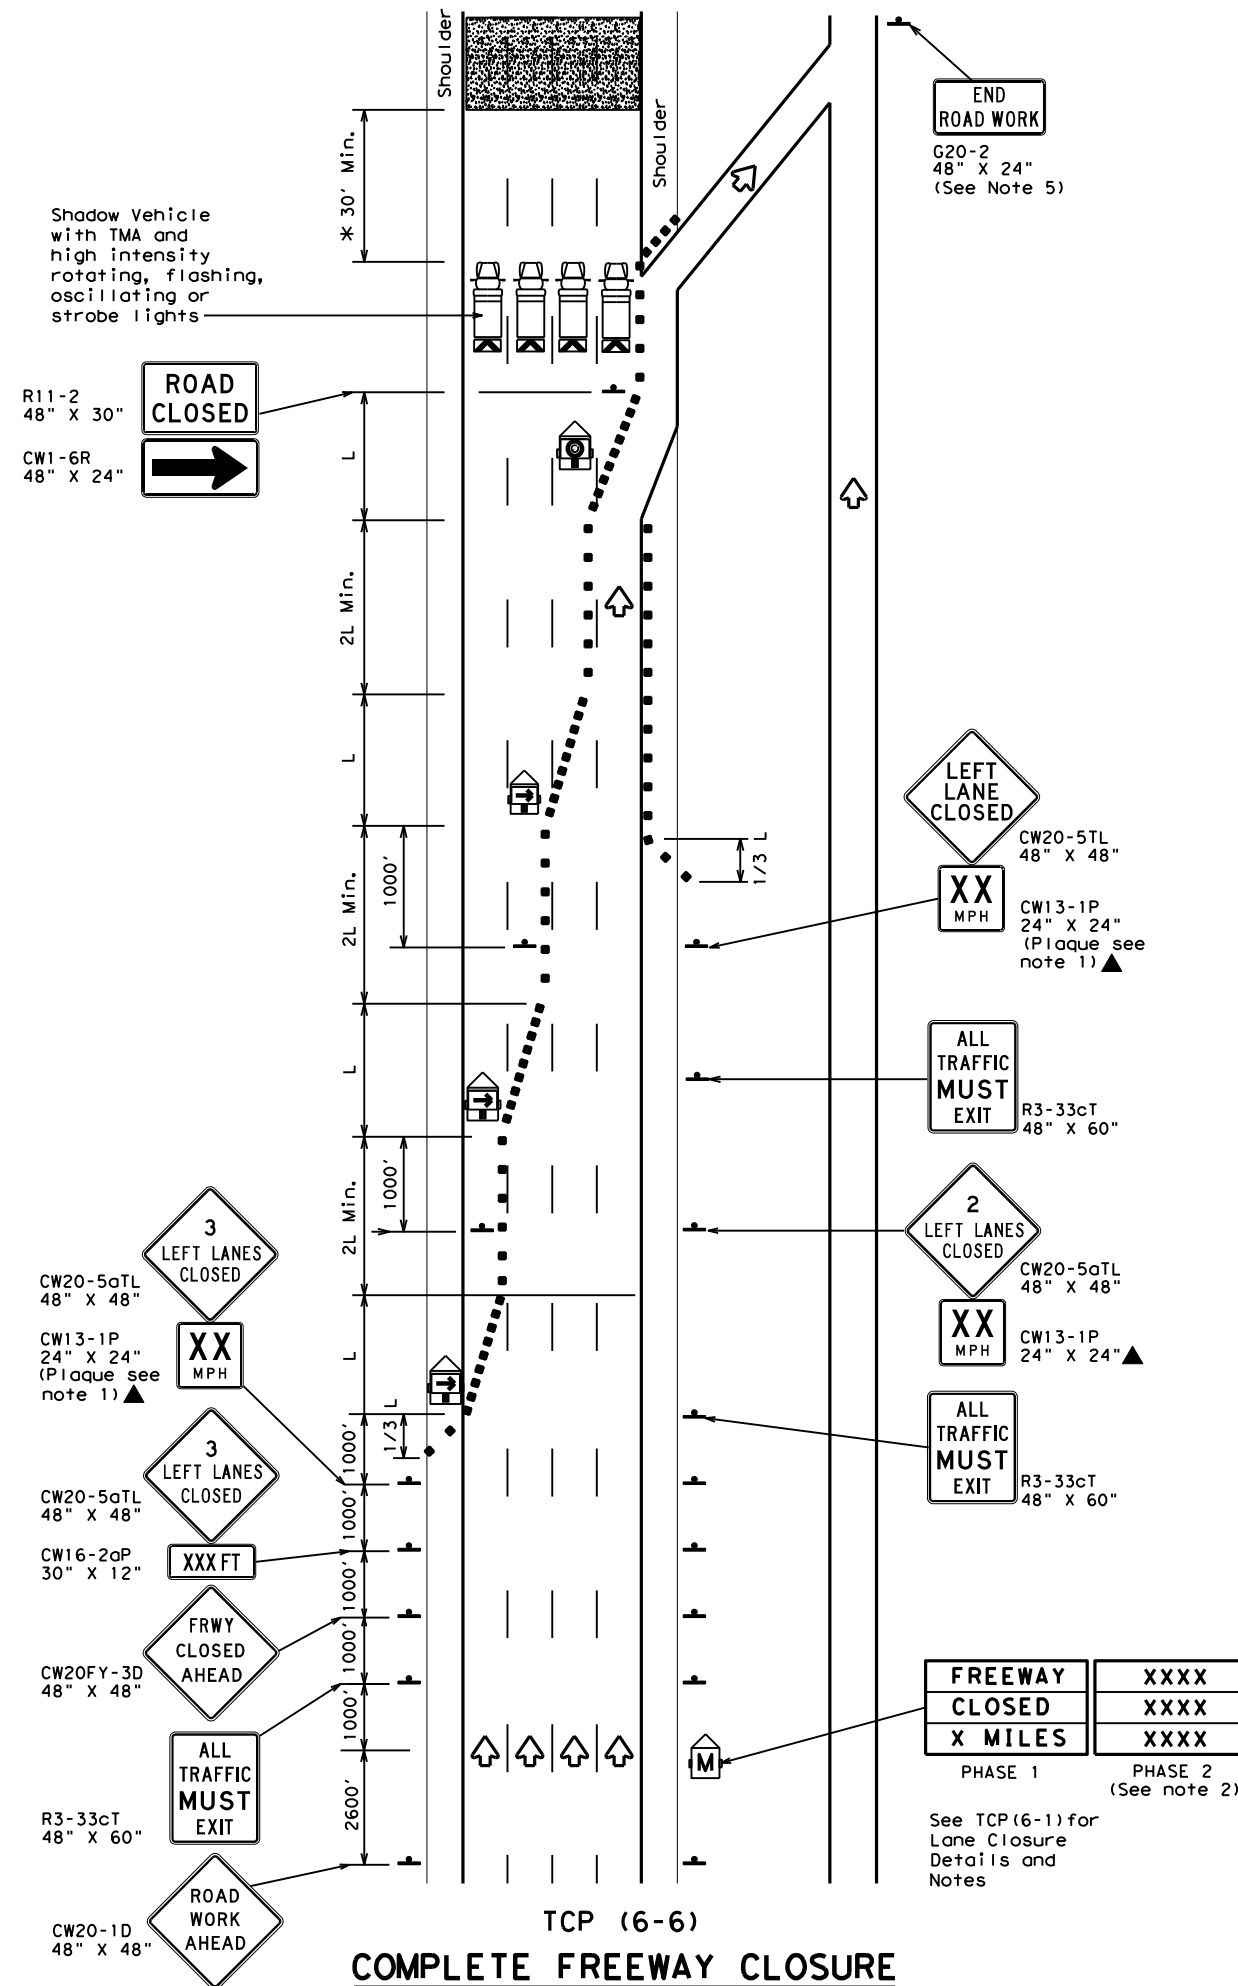 Shoulder
Shoulder
END
ROAD WORK
G20-2
48" X 24"
(See Note 5)
* 30' Min.
Shadow Vehicle
with TMA and
high intensity
rotating, flashing,
oscillating or
strobe lights
R11-2
48" X 30"
ROAD
CLOSED
CW1-6R
48" X 24"
L
2L Min.
L
2L Min.
1000'
L
2L Min.
1000'
L
1/3 L
1000'
1000'
1000'
1000'
1000'
2600'
1/3 L
LEFT
LANE
CLOSED
CW20-5TL
48" X 48"
XX
MPH
CW13-1P
24" X 24"
(Plaque see
note 1)▲
ALL
TRAFFIC
MUST
EXIT
R3-33cT
48" X 60"
2
LEFT LANES
CLOSED
CW20-5aTL
48" X 48"
XX
MPH
CW13-1P
24" X 24"▲
ALL
TRAFFIC
MUST
EXIT
R3-33cT
48" X 60"
3
LEFT LANES
CLOSED
CW20-5aTL
48" X 48"
CW13-1P
24" X 24"
(Plaque see
note 1)▲
XX
MPH
3
LEFT LANES
CLOSED
CW20-5aTL
48" X 48"
CW16-2aP
30" X 12"
XXX FT
FRWY
CLOSED
AHEAD
CW20FY-3D
48" X 48"
ALL
TRAFFIC
MUST
EXIT
R3-33cT
48" X 60"
ROAD
WORK
AHEAD
CW20-1D
48" X 48"
M
FREEWAY
CLOSED
X MILES
PHASE 1
XXXX
XXXX
XXXX
PHASE 2
(See note 2)
See TCP(6-1)for
Lane Closure
Details and
Notes
TCP (6-6)
COMPLETE FREEWAY CLOSURE